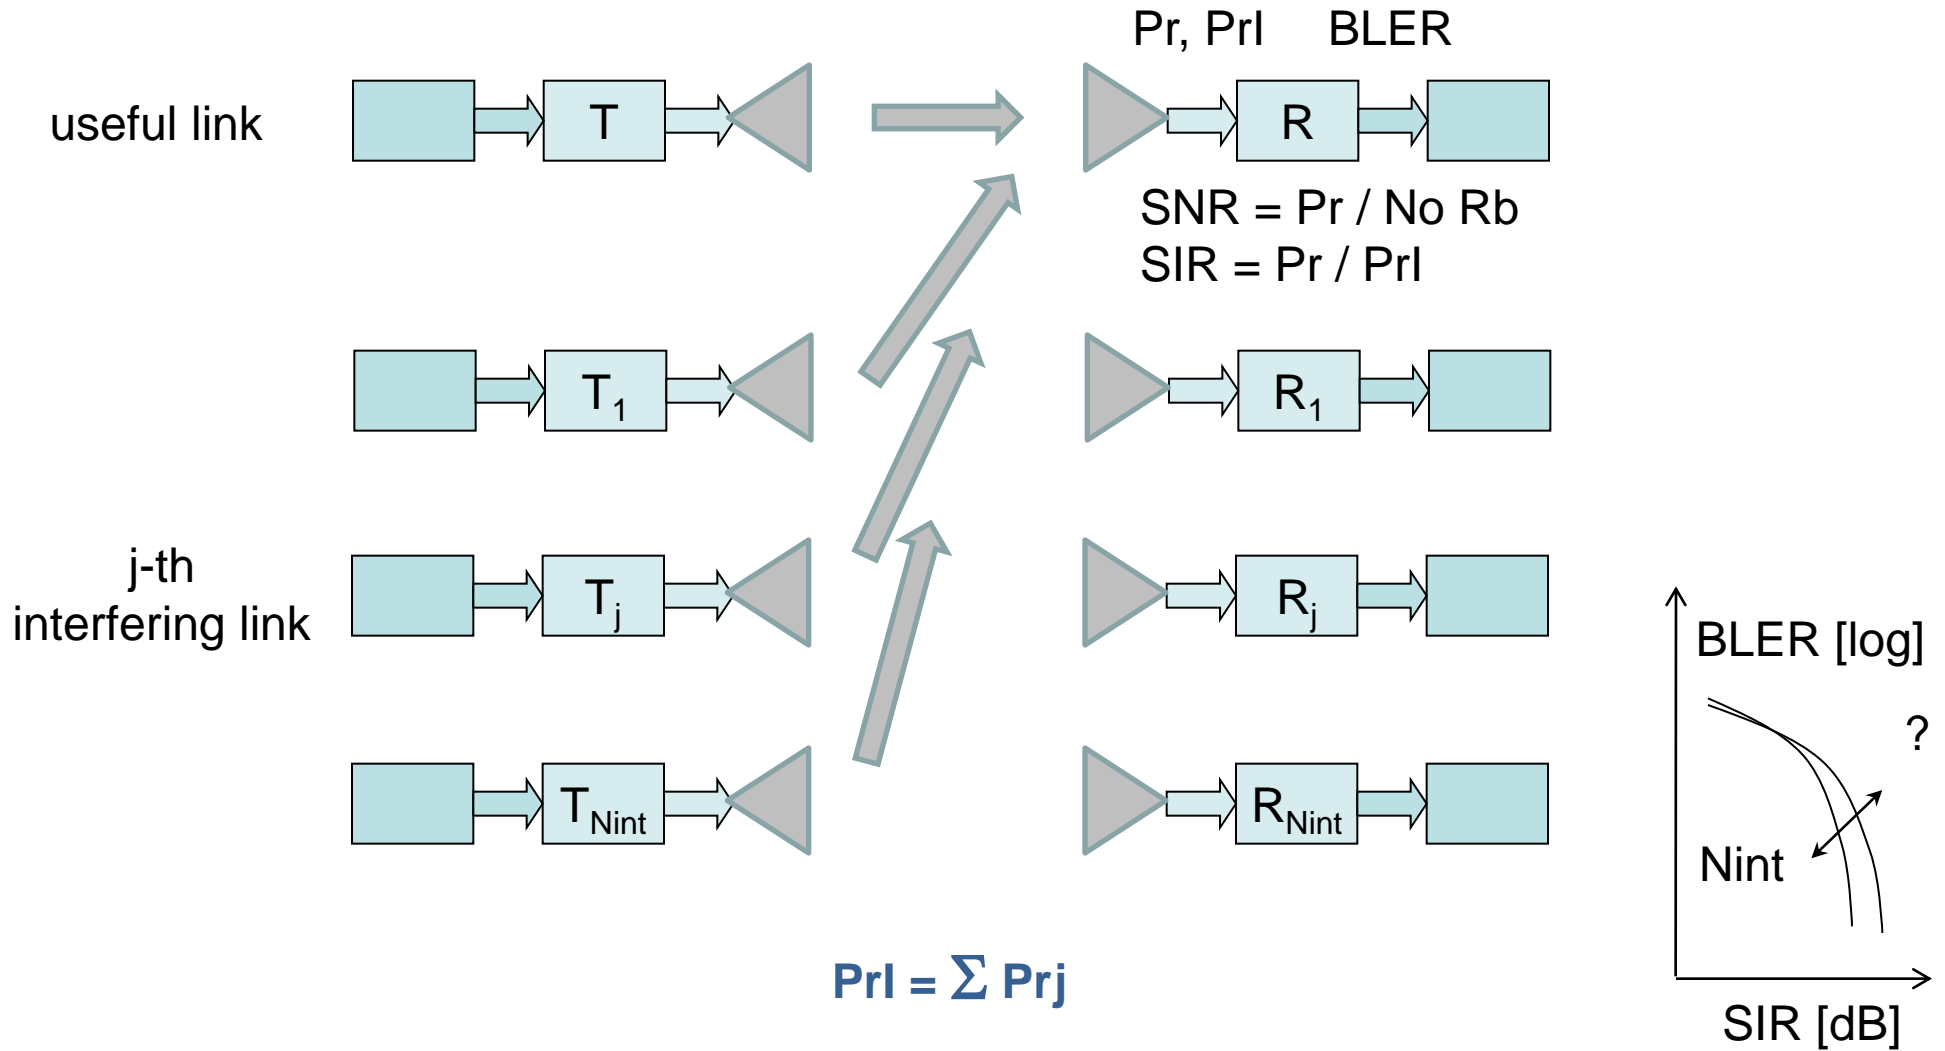 Pr, PrI BLER
useful link
T
R
SNR = Pr / No Rb
SIR = Pr / PrI
T1
R1
j-th
interfering link
Tj
Rj
BLER [log]
?
TNint
RNint
Nint
PrI = Σ Prj
SIR [dB]